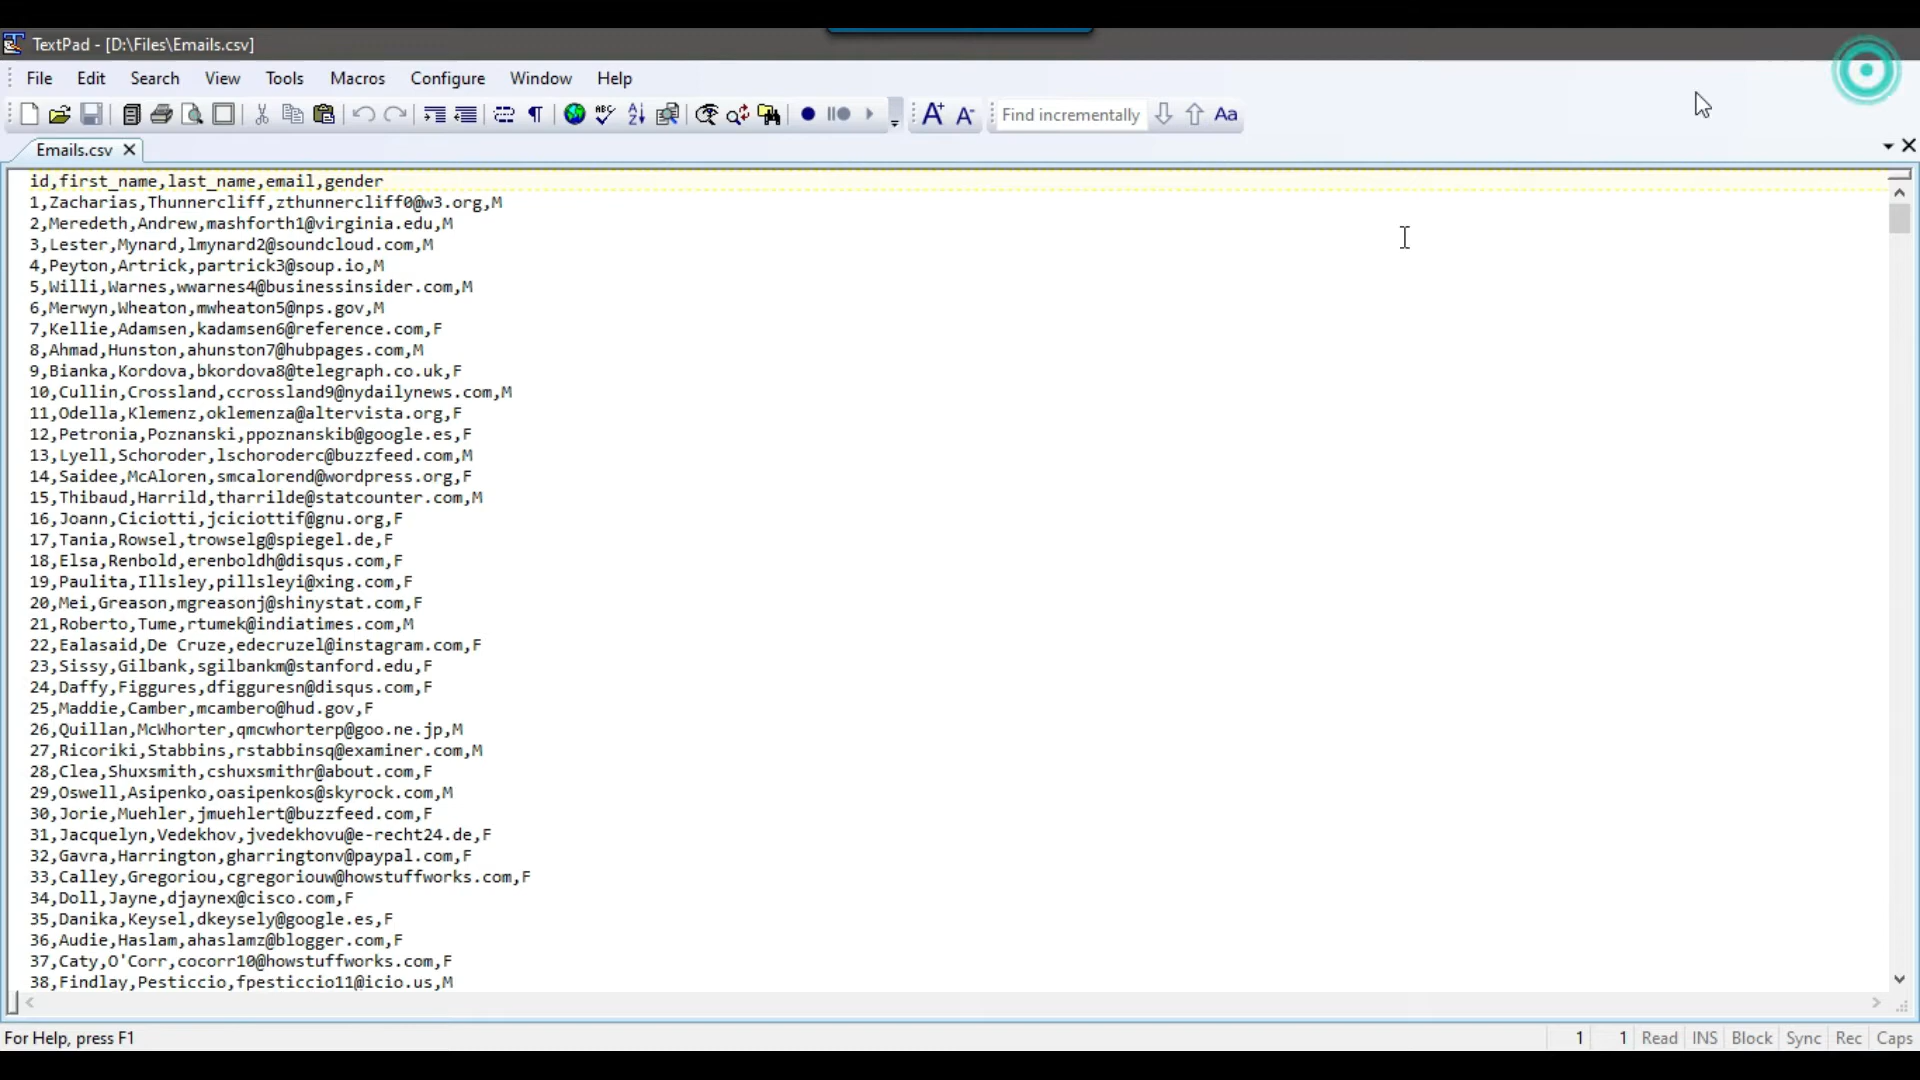 TextPad - [D:\Files\Emails.csv]
File Edit Search View Tools Macros Configure Window Help
Find incrementally Aa
Emails.csv
id,first_name,last_name,email,gender
1,Zacharias,Thunnercliff,zthunnercliff0@w3.org,M
2,Meredeth,Andrew,mashforth1@virginia.edu,M
3,Lester,Mynard,lmynard2@soundcloud.com,M
4,Peyton,Artrick,partrick3@soup.io,M
5,Willi,Warnes,wwarnes4@businessinsider.com,M
6,Merwyn,Wheaton,mwheaton5@nps.gov,M
7,Kellie,Adamsen,kadamsen6@reference.com,F
8,Ahmad,Hunston,ahunston7@hubpages.com,M
9,Bianka,Kordova,bkordova8@telegraph.co.uk,F
10,Cullin,Crossland,ccrossland9@nydailynews.com,M
11,Odella,Klemenz,oklemenza@altervista.org,F
12,Petronia,Poznanski,ppoznanskib@google.es,F
13,Lyell,Schoroder,lschoroderc@buzzfeed.com,M
14,Saidee,McAloren,smcalorend@wordpress.org,F
15,Thibaud,Harrild,tharrilde@statcounter.com,M
16,Joann,Ciciotti,jciciottif@gnu.org,F
17,Tania,Rowsel,trowselg@spiegel.de,F
18,Elsa,Renbold,erenboldh@disqus.com,F
19,Paulita,Illsley,pillsleyi@xing.com,F
20,Mei,Greason,mgreasonj@shinystat.com,F
21,Roberto,Tume,rtumek@indiatimes.com,M
22,Ealasaid,De Cruze,edecruzel@instagram.com,F
23,Sissy,Gilbank,sgilbankm@stanford.edu,F
24,Daffy,Figgures,dfigguresn@disqus.com,F
25,Maddie,Camber,mcambero@hud.gov,F
26,Quillan,McWhorter,qmcwhorterp@goo.ne.jp,M
27,Ricoriki,Stabbins,rstabbinsq@examiner.com,M
28,Clea,Shuxsmith,cshuxsmithr@about.com,F
29,Oswell,Asipenko,oasipenkos@skyrock.com,M
30,Jorie,Muehler,jmuehlert@buzzfeed.com,F
31,Jacquelyn,Vedekhov,jvedekhovu@e-recht24.de,F
32,Gavra,Harrington,gharringtonv@paypal.com,F
33,Calley,Gregoriou,cgregoriouw@howstuffworks.com,F
34,Doll,Jayne,djaynex@cisco.com,F
35,Danika,Keysel,dkeysely@google.es,F
36,Audie,Haslam,ahaslamz@blogger.com,F
37,Caty,O'Corr,cocorr10@howstuffworks.com,F
38,Findlay,Pesticcio,fpesticcio11@icio.us,M
For Help, press F1 1 1 Read INS Block Sync Rec Caps